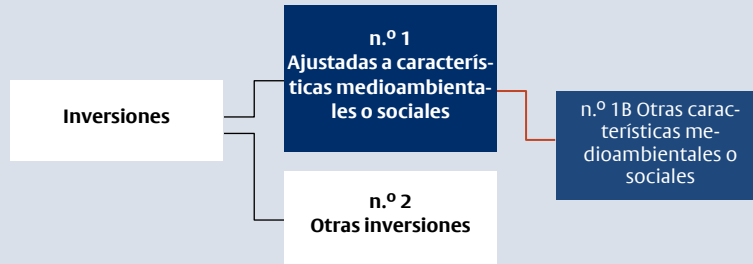 Inversiones
n.º 1
Ajustadas a caracterís-
ticas medioambienta-
les o sociales
n.º 2
Otras inversiones
n.º 1B Otras carac-
terísticas me-
dioambientales o
sociales